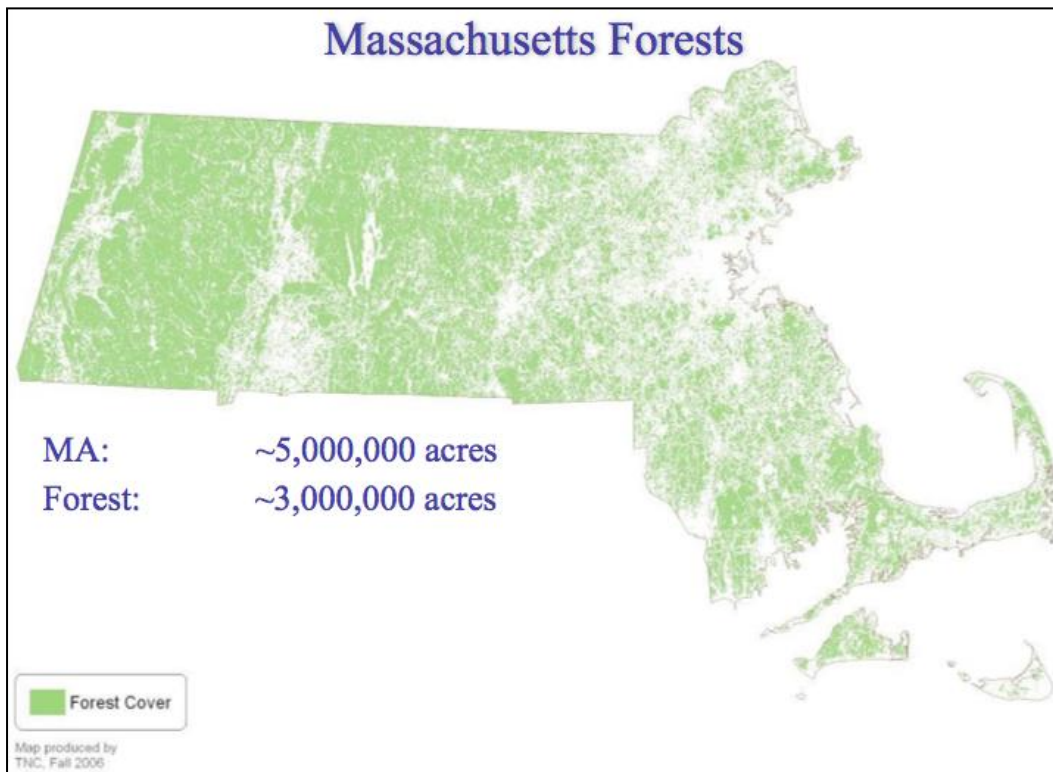 Massachusetts Forests
MA: ~5,000,000 acres
Forest: ~3,000,000 acres
Forest Cover
Map produced by
TNC, Fall 2006